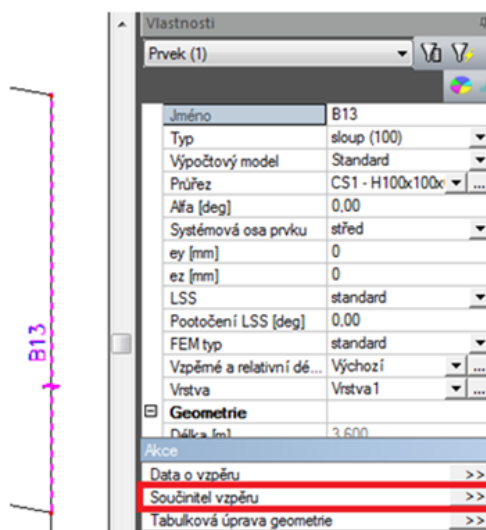 Vlastnosti
Prvek (1)
Jméno B13
Typ sloup (100)
Výpočtový model Standard
Průřez CS1 - H100x100x
Alfa [deg] 0,00
Systémová osa prvku střed
ey [mm] 0
ez [mm] 0
LSS standard
Pootočení LSS [deg] 0,00
FEM typ standard
Vzpěrné a relativní dé... Výchozí ...
Vrstva Vrstva1 ...
Geometrie
Délka [m] 3,600
Akce
Data o vzpěru >>
Součinitel vzpěru >>
Tabulková úprava geometrie >>
B13